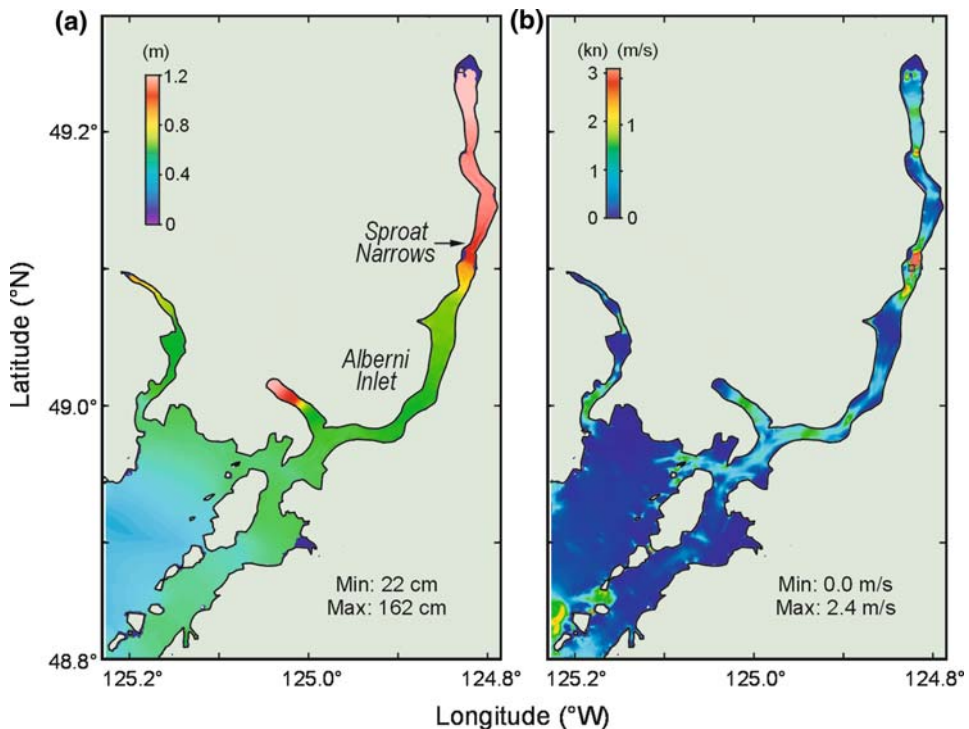 (a)
(m)
1.2
0.8
0.4
0
Sproat
Narrows
Alberni
Inlet
Min: 22 cm
Max: 162 cm
49.2°
49.0°
48.8°
Latitude (°N)
125.2°
125.0°
124.8°
(b)
(kn) (m/s)
3
2
1
0
1
0
Min: 0.0 m/s
Max: 2.4 m/s
125.2°
125.0°
124.8°
Longitude (°W)